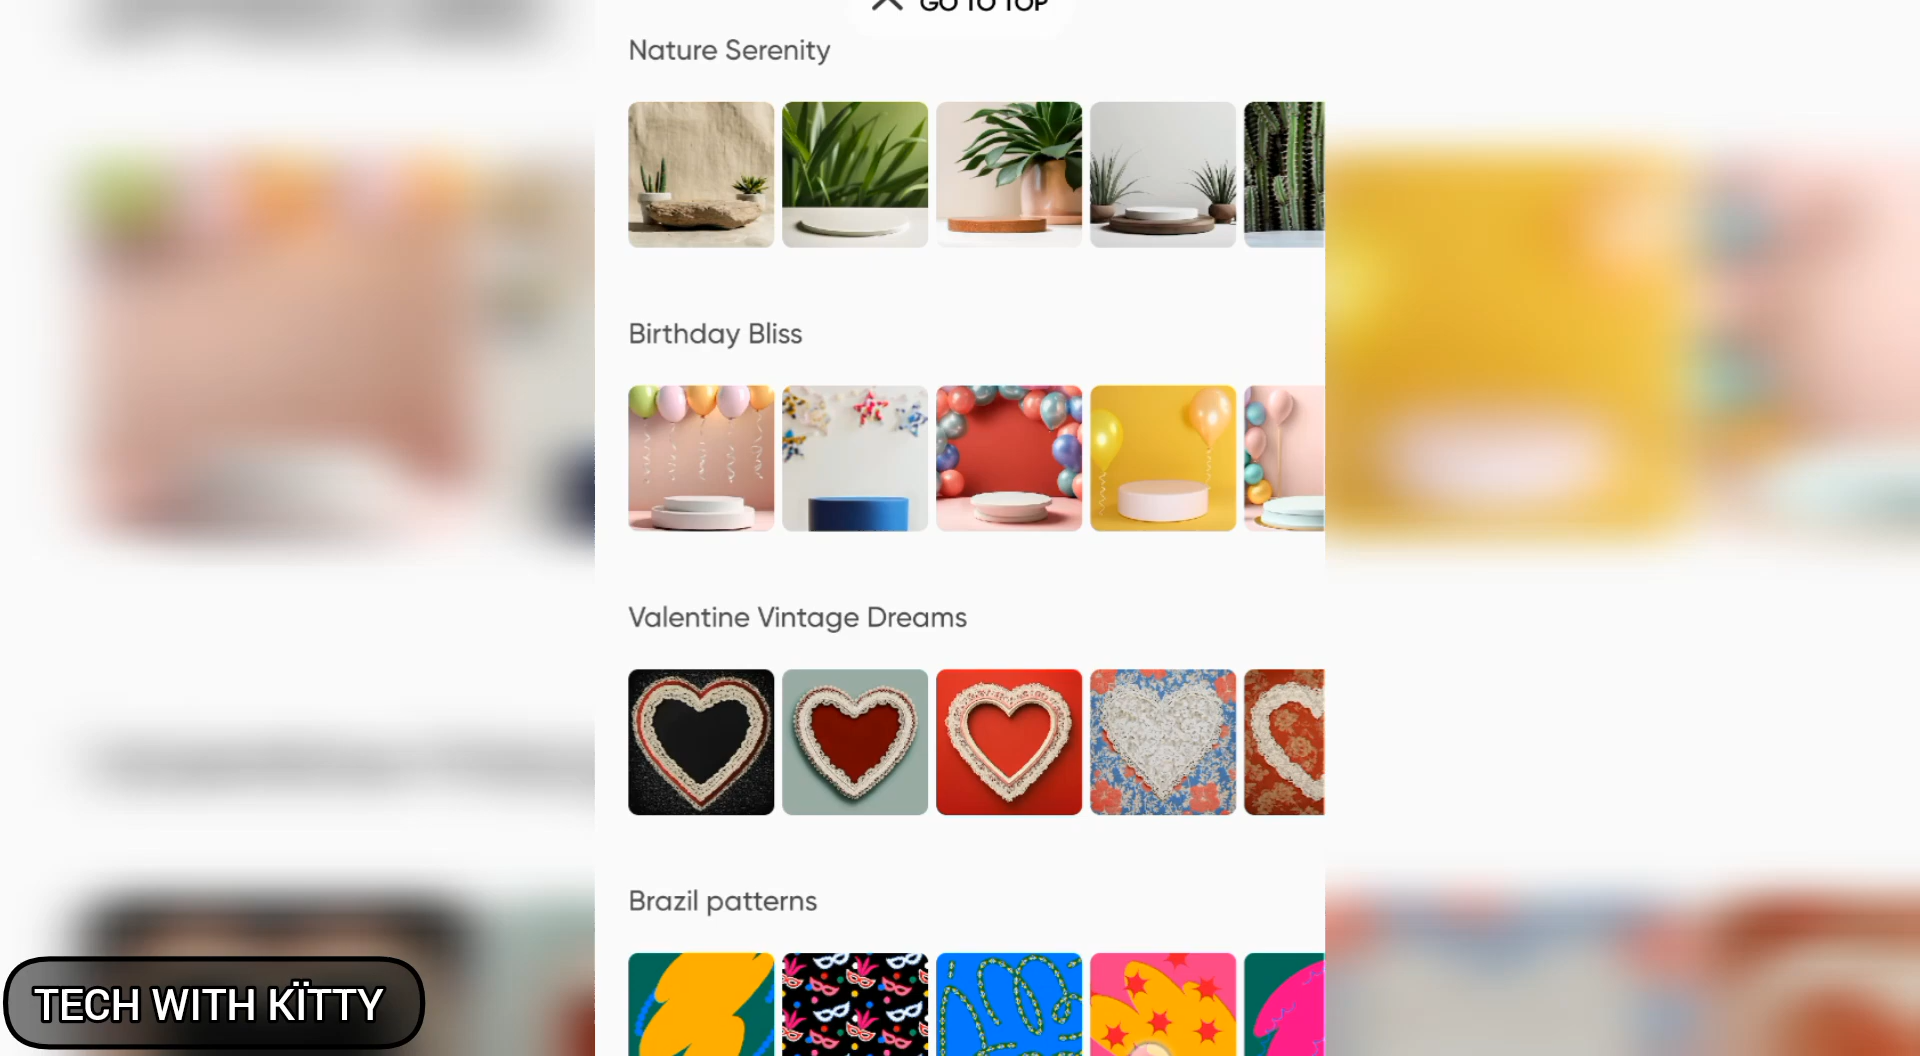 GO TO TOP
Nature Serenity
Birthday Bliss
Valentine Vintage Dreams
Brazil patterns
TECH WITH KÏTTY